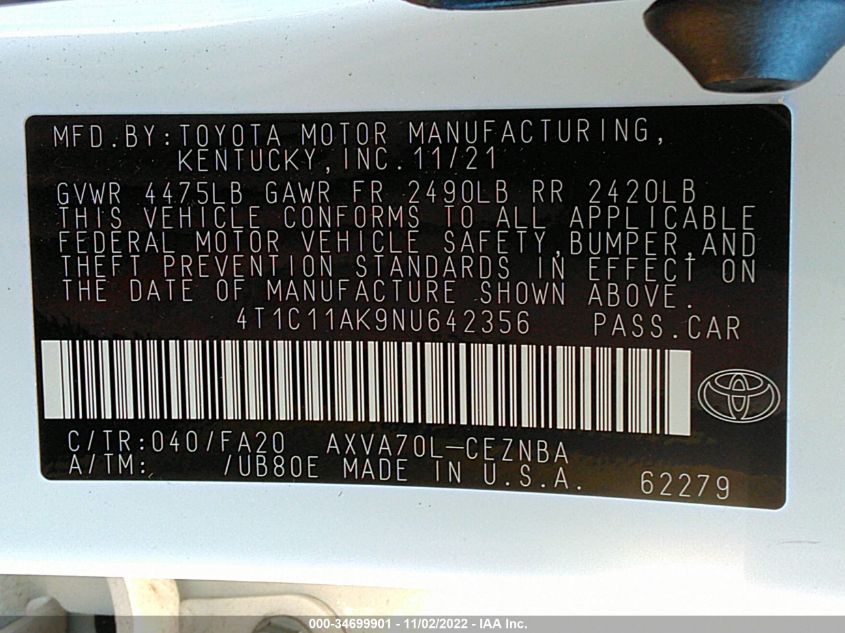 MFD.BY:TOYOTA MOTOR MANUFACTURING,
KENTUCKY,INC.11/21
GVWR 4475LB GAWR FR 2490LB RR 2420LB
THIS VEHICLE CONFORMS TO ALL APPLICABLE
FEDERAL MOTOR VEHICLE SAFETY,BUMPER,AND
THEFT PREVENTION STANDARDS IN EFFECT ON
THE DATE OF MANUFACTURE SHOWN ABOVE.
4T1C11AK9NU642356 PASS.CAR
C/TR:040/FA20 AXVA70L-CEZNBA
A/TM: /UB80E MADE IN U.S.A. 62279
000-34699901 - 11/02/2022 - IAA Inc.